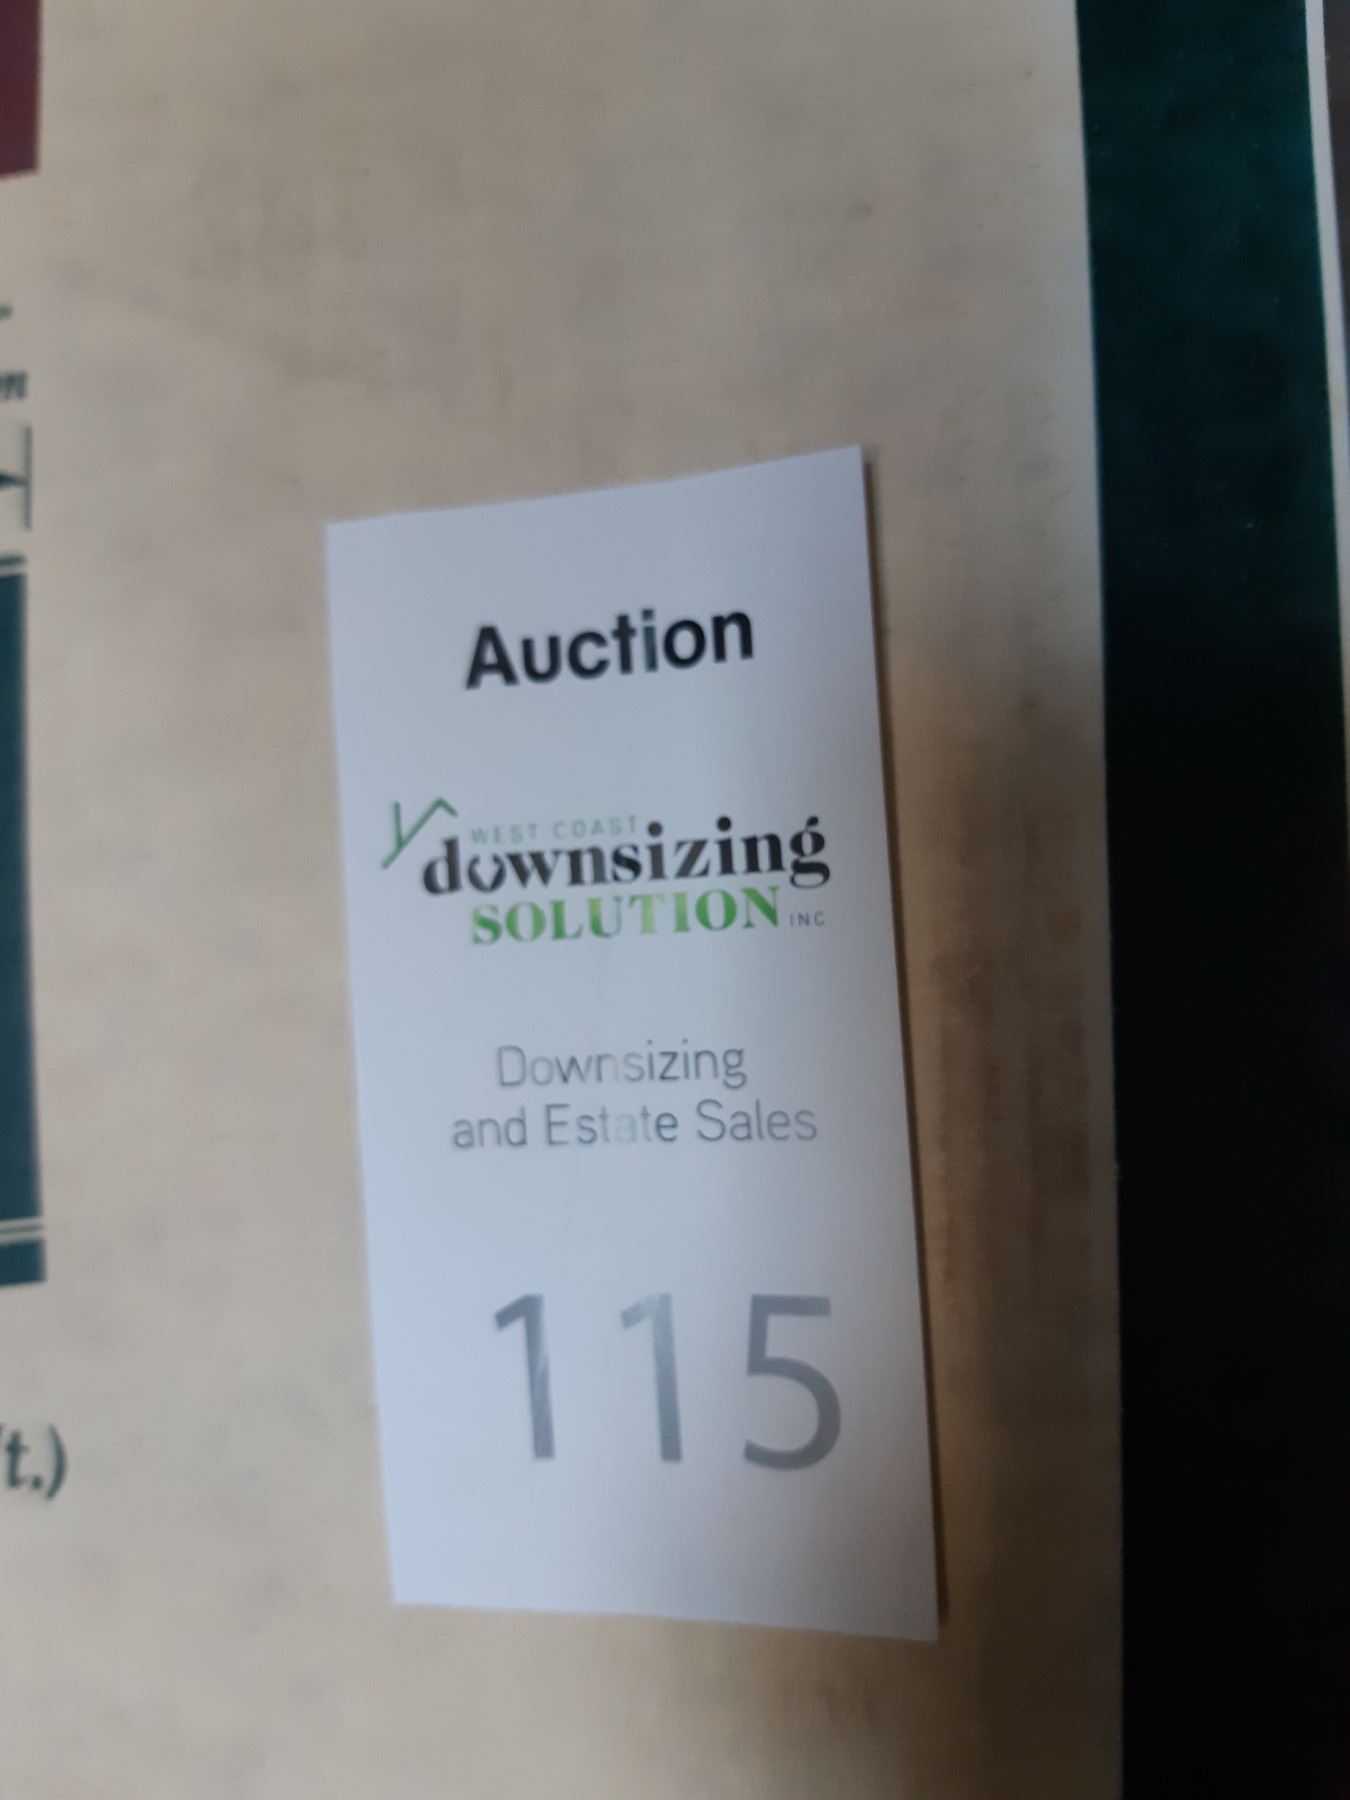 Auction
WEST COAST
downsizing
SOLUTION INC.
Downsizing
and Estate Sales
115
t.)